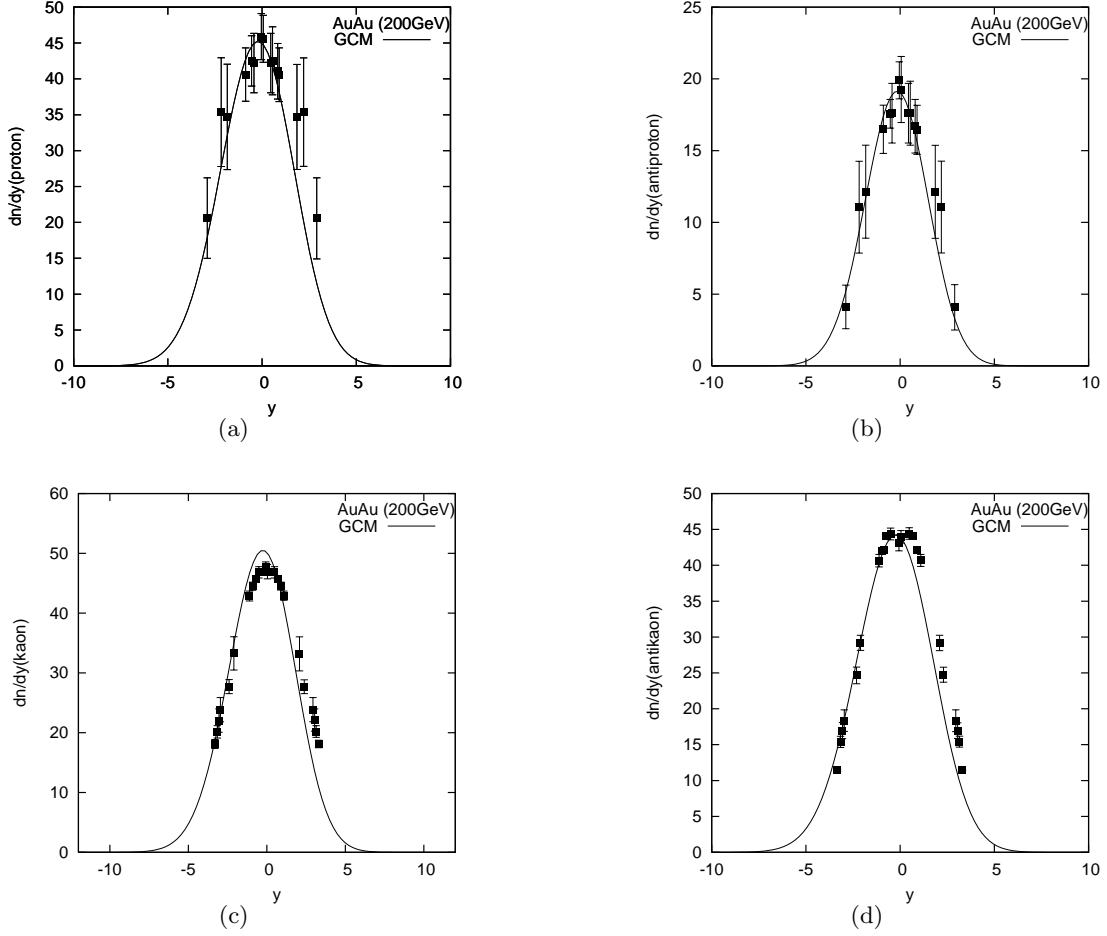 AuAu (200GeV)
GCM
dn/dy(proton)
50
45
40
35
30
25
20
15
10
5
0
-10 -5 0 5 10
y
(a)
AuAu (200GeV)
GCM
dn/dy(antiproton)
25
20
15
10
5
0
-10 -5 0 5 10
y
(b)
AuAu (200GeV)
GCM
dn/dy(kaon)
60
50
40
30
20
10
0
-10 -5 0 5 10
y
(c)
AuAu (200GeV)
GCM
dn/dy(antikaon)
50
45
40
35
30
25
20
15
10
5
0
-10 -5 0 5 10
y
(d)